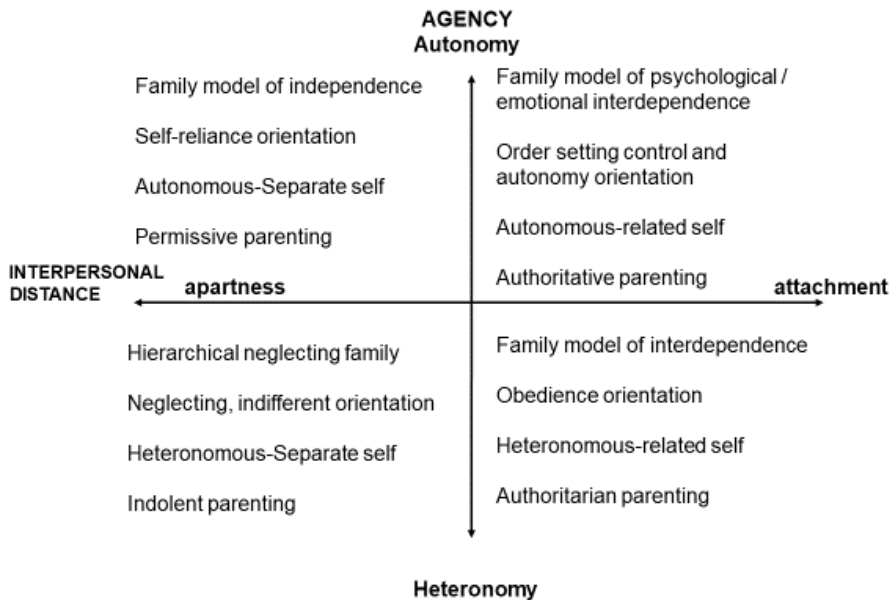 AGENCY
Autonomy
Family model of independence
Self-reliance orientation
Autonomous-Separate self
Permissive parenting
Family model of psychological /
emotional interdependence
Order setting control and
autonomy orientation
Autonomous-related self
Authoritative parenting
INTERPERSONAL
DISTANCE
apartness
attachment
Hierarchical neglecting family
Neglecting, indifferent orientation
Heteronomous-Separate self
Indolent parenting
Family model of interdependence
Obedience orientation
Heteronomous-related self
Authoritarian parenting
Heteronomy